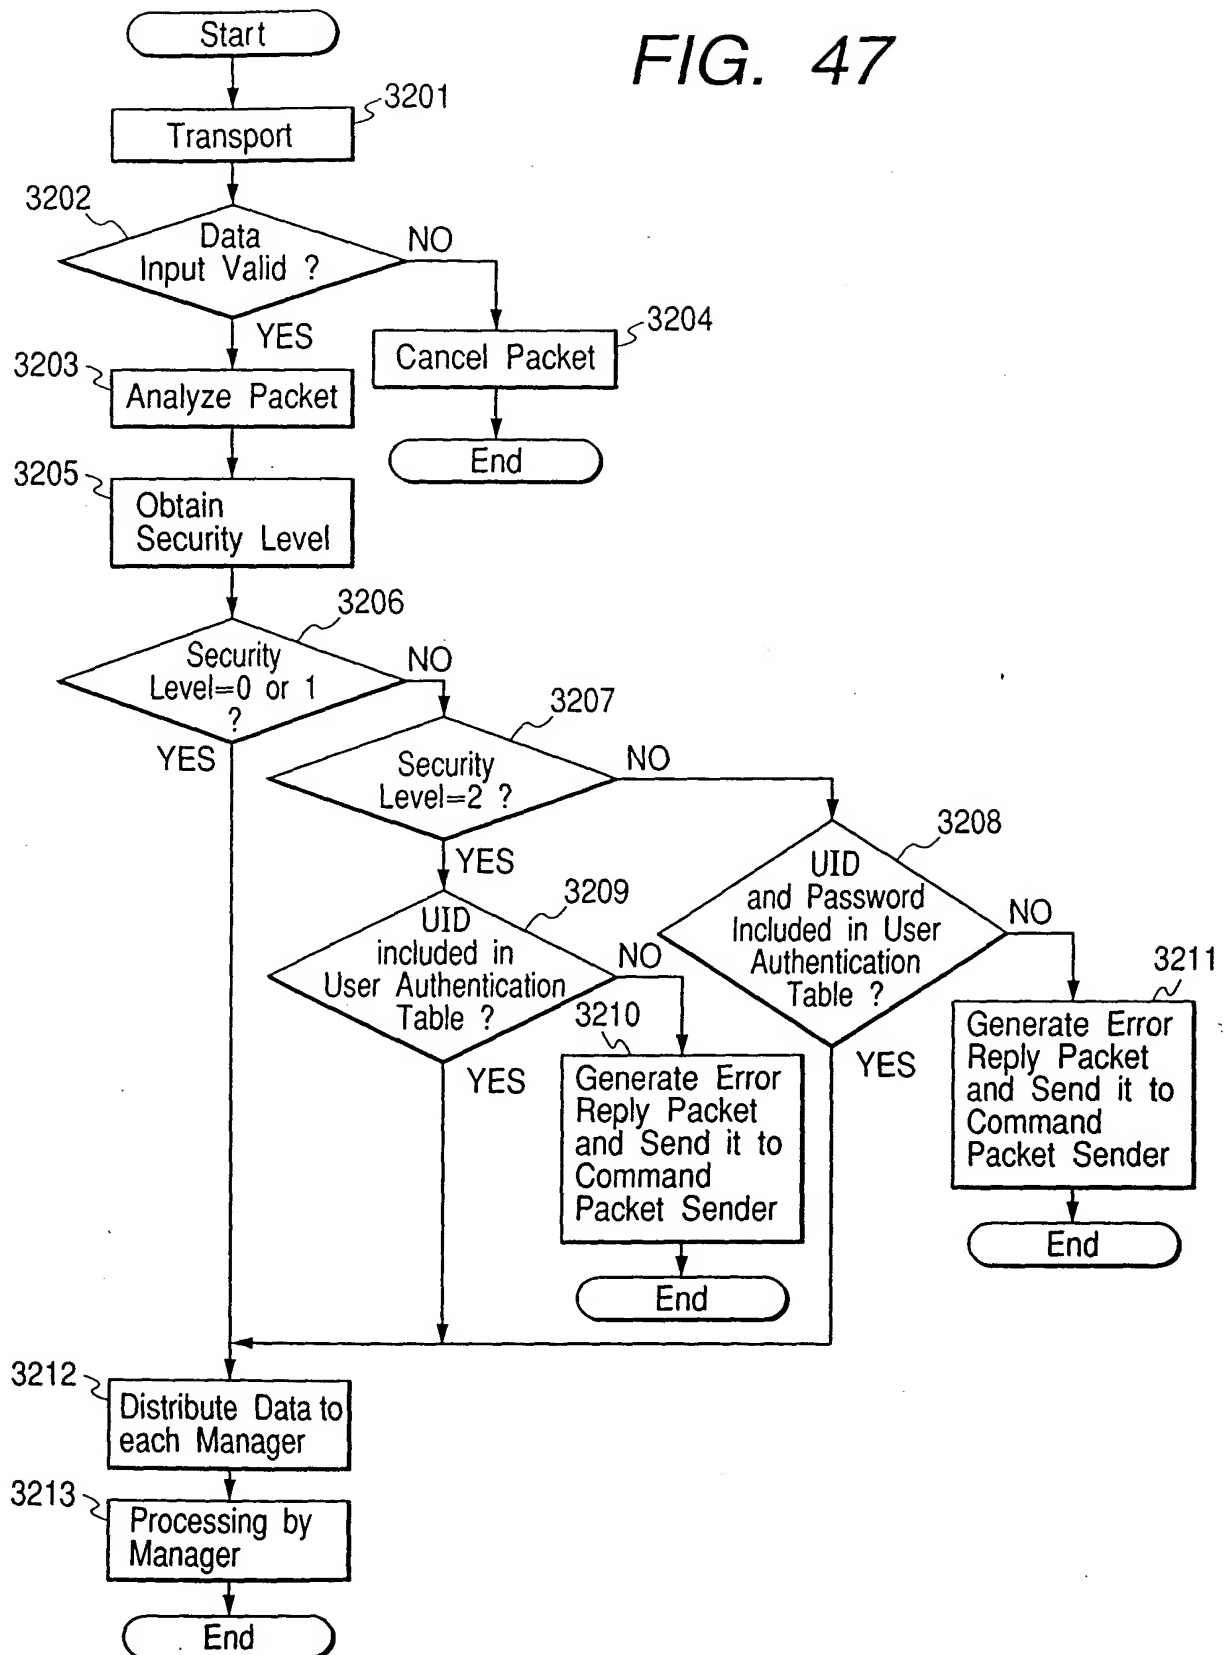 FIG. 47
Start
3201
Transport
3202
Data
Input Valid ?
NO
YES
3204
Cancel Packet
End
3203
Analyze Packet
3205
Obtain
Security Level
3206
Security
Level=0 or 1
?
NO
YES
3207
Security
Level=2 ?
NO
YES
3208
UID
and Password
Included in User
Authentication
Table ?
NO
YES
3209
UID
included in
User Authentication
Table ?
NO
YES
3210
Generate Error
Reply Packet
and Send it to
Command
Packet Sender
End
3211
Generate Error
Reply Packet
and Send it to
Command
Packet Sender
End
3212
Distribute Data to
each Manager
3213
Processing by
Manager
End